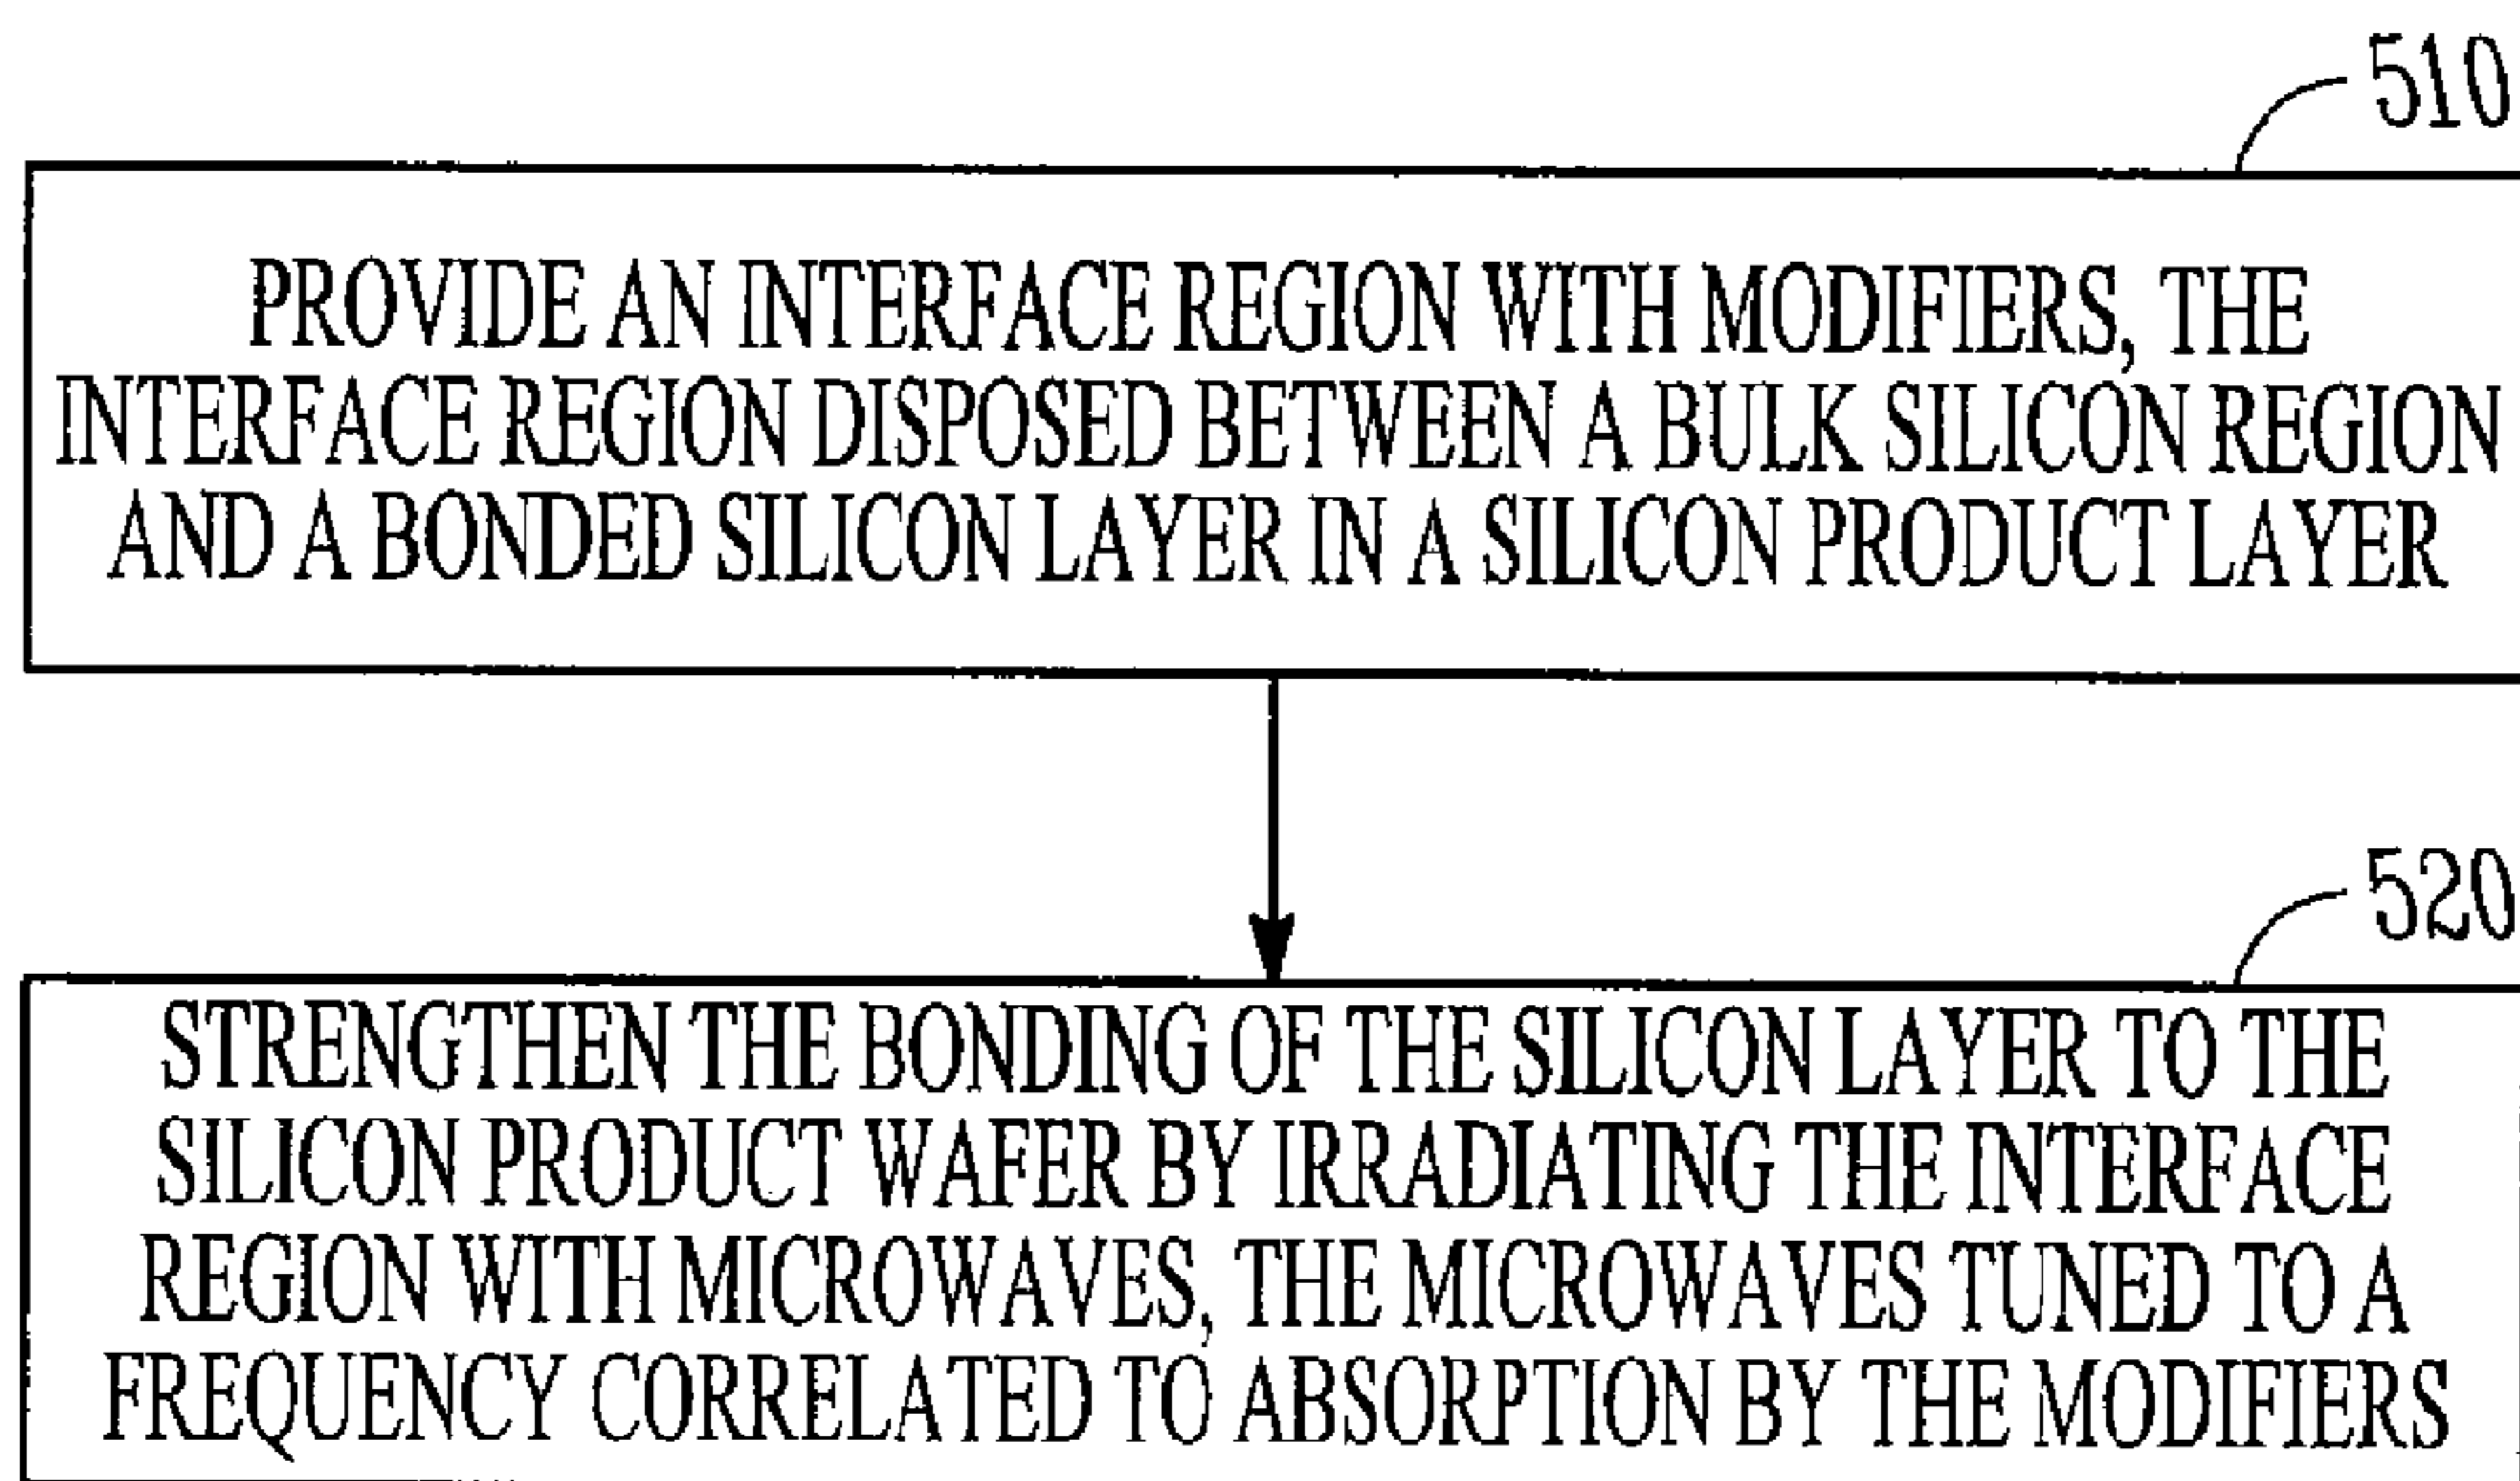 510
PROVIDE AN INTERFACE REGION WITH MODIFIERS, THE
INTERFACE REGION DISPOSED BETWEEN A BULK SILICON REGION
AND A BONDED SILICON LAYER IN A SILICON PRODUCT LAYER
520
STRENGTHEN THE BONDING OF THE SILICON LAYER TO THE
SILICON PRODUCT WAFER BY IRRADIATING THE INTERFACE
REGION WITH MICROWAVES, THE MICROWAVES TUNED TO A
FREQUENCY CORRELATED TO ABSORPTION BY THE MODIFIERS